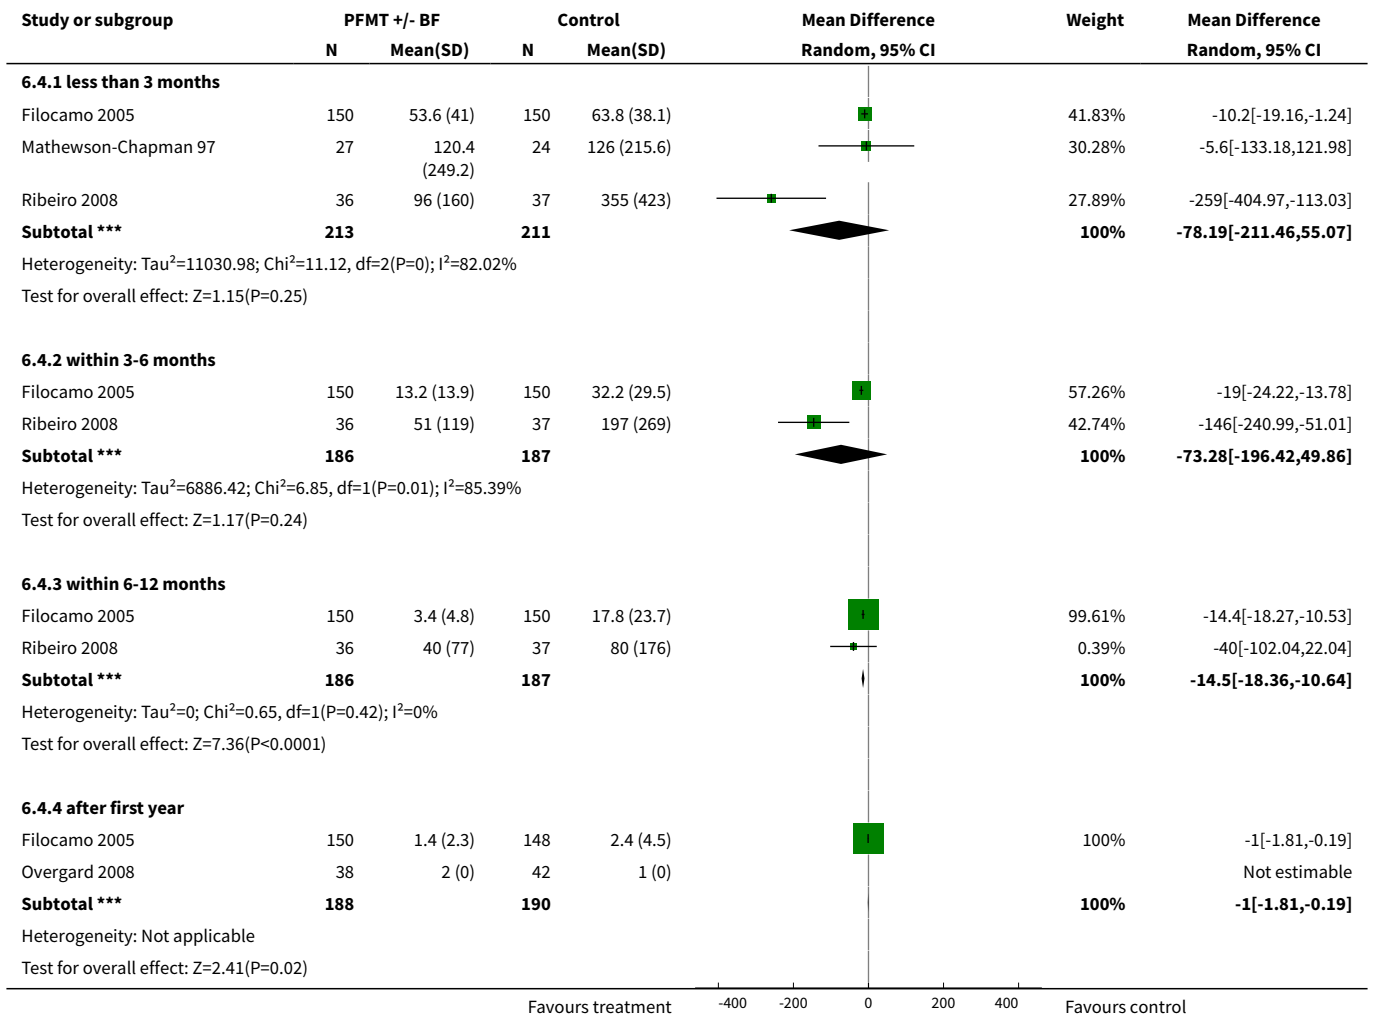 Study or subgroup PFMT +/- BF Control Mean Difference Weight Mean Difference
N Mean(SD) N Mean(SD) Random, 95% CI Random, 95% CI
6.4.1 less than 3 months
Filocamo 2005 150 53.6 (41) 150 63.8 (38.1) 41.83% -10.2[-19.16,-1.24]
Mathewson-Chapman 97 27 120.4 24 126 (215.6) 30.28% -5.6[-133.18,121.98]
(249.2)
Ribeiro 2008 36 96 (160) 37 355 (423) 27.89% -259[-404.97,-113.03]
Subtotal *** 213 211 100% -78.19[-211.46,55.07]
Heterogeneity: Tau²=11030.98; Chi²=11.12, df=2(P=0); I²=82.02%
Test for overall effect: Z=1.15(P=0.25)
6.4.2 within 3-6 months
Filocamo 2005 150 13.2 (13.9) 150 32.2 (29.5) 57.26% -19[-24.22,-13.78]
Ribeiro 2008 36 51 (119) 37 197 (269) 42.74% -146[-240.99,-51.01]
Subtotal *** 186 187 100% -73.28[-196.42,49.86]
Heterogeneity: Tau²=6886.42; Chi²=6.85, df=1(P=0.01); I²=85.39%
Test for overall effect: Z=1.17(P=0.24)
6.4.3 within 6-12 months
Filocamo 2005 150 3.4 (4.8) 150 17.8 (23.7) 99.61% -14.4[-18.27,-10.53]
Ribeiro 2008 36 40 (77) 37 80 (176) 0.39% -40[-102.04,22.04]
Subtotal *** 186 187 100% -14.5[-18.36,-10.64]
Heterogeneity: Tau²=0; Chi²=0.65, df=1(P=0.42); I²=0%
Test for overall effect: Z=7.36(P<0.0001)
6.4.4 after first year
Filocamo 2005 150 1.4 (2.3) 148 2.4 (4.5) 100% -1[-1.81,-0.19]
Overgard 2008 38 2 (0) 42 1 (0) Not estimable
Subtotal *** 188 190 100% -1[-1.81,-0.19]
Heterogeneity: Not applicable
Test for overall effect: Z=2.41(P=0.02)
Favours treatment -400 -200 0 200 400 Favours control